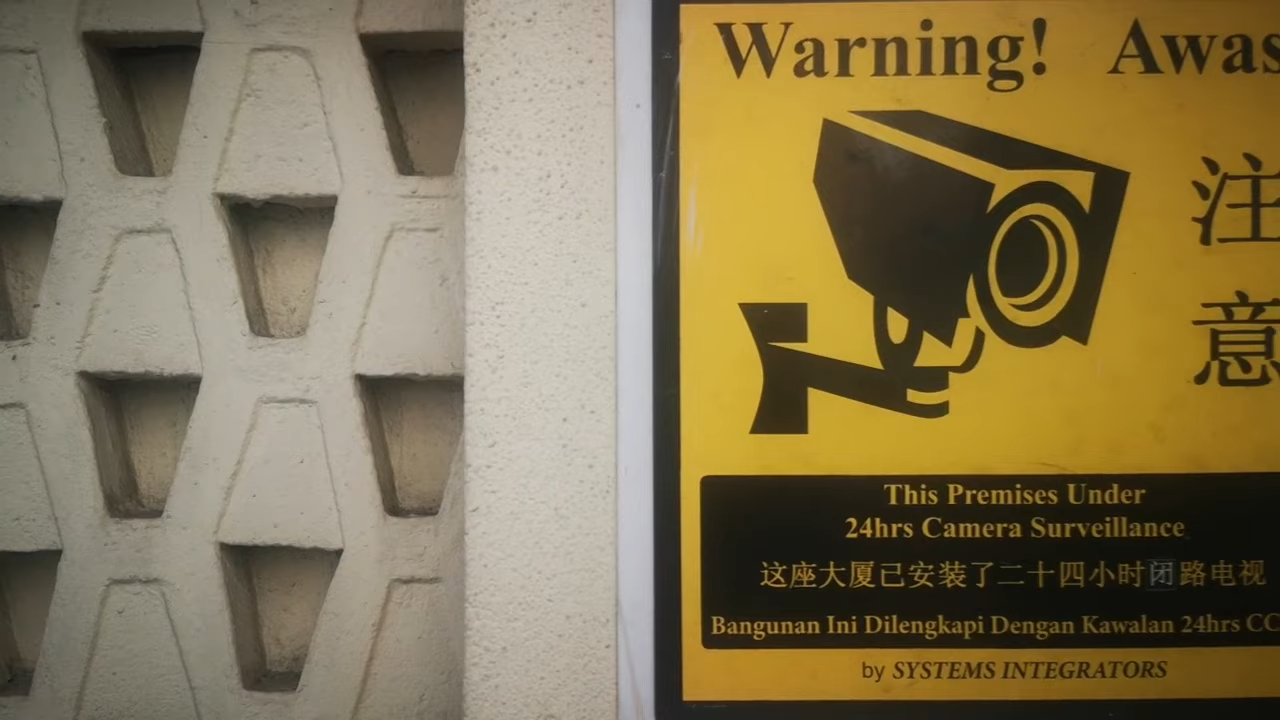 Warning! Awas
注
意
This Premises Under
24hrs Camera Surveillance
这座大厦已安装了二十四小时闭路电视
Bangunan Ini Dilengkapi Dengan Kawalan 24hrs CC
by SYSTEMS INTEGRATORS